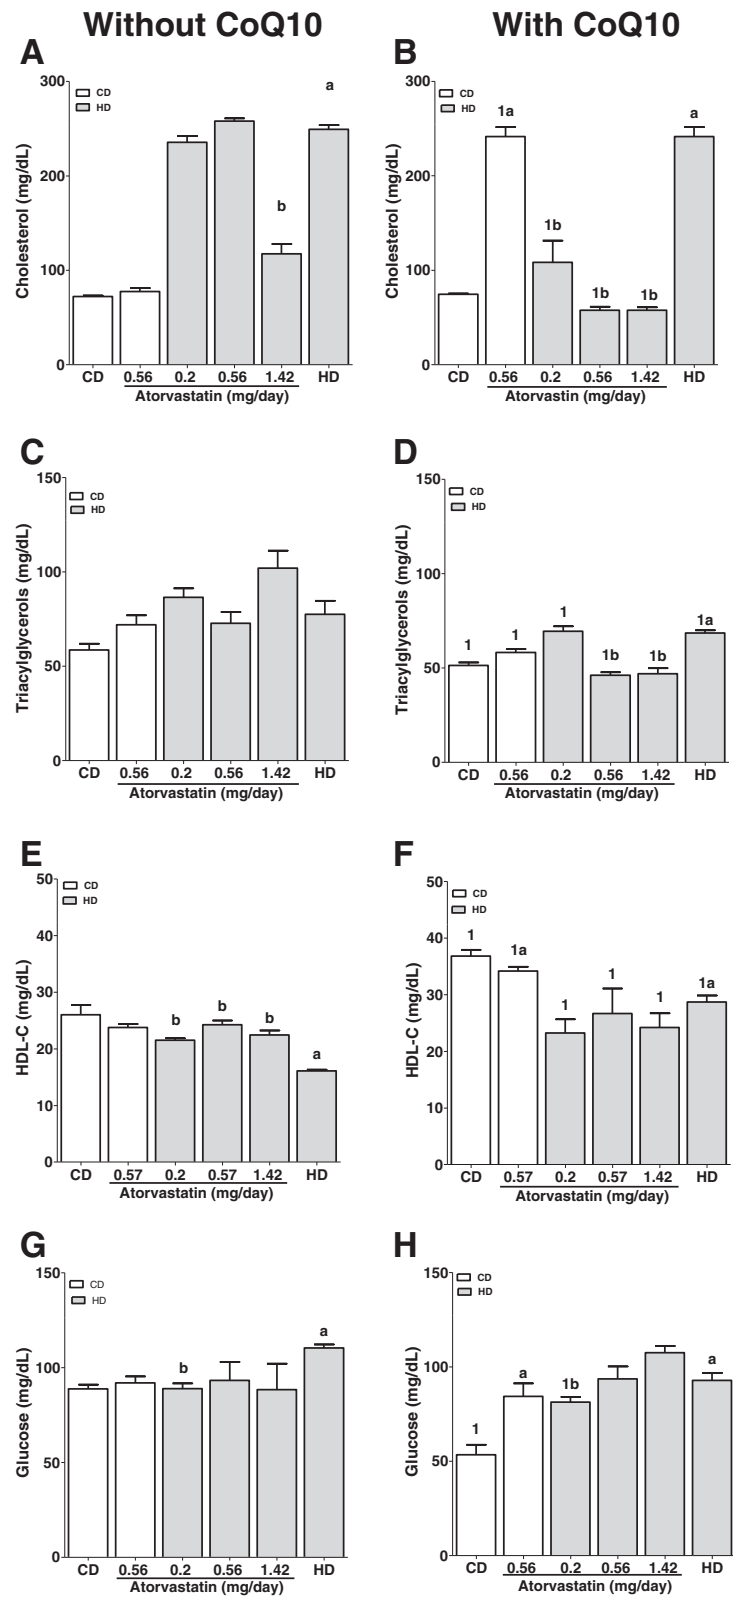 Without CoQ10
With CoQ10
A
300
200
100
0
Cholesterol (mg/dL)
CD
HD
b
a
CD 0.56 0.2 0.56 1.42 HD
Atorvastatin (mg/day)
B
300
200
100
0
Cholesterol (mg/dL)
CD
HD
1a
1b
1b
1b
a
CD 0.56 0.2 0.56 1.42 HD
Atorvastatin (mg/day)
C
150
100
50
0
Triacylglycerols (mg/dL)
CD
HD
CD 0.56 0.2 0.56 1.42 HD
Atorvastatin (mg/day)
D
150
100
50
0
Triacylglycerols (mg/dL)
CD
HD
1
1
1
1b
1b
1a
CD 0.56 0.2 0.56 1.42 HD
Atorvastatin (mg/day)
E
50
40
30
20
10
0
HDL-C (mg/dL)
CD
HD
b
b
b
a
CD 0.57 0.2 0.57 1.42 HD
Atorvastatin (mg/day)
F
50
40
30
20
10
0
HDL-C (mg/dL)
CD
HD
1
1a
1
1
1
1a
CD 0.57 0.2 0.57 1.42 HD
Atorvastatin (mg/day)
G
150
100
50
0
Glucose (mg/dL)
CD
HD
b
a
CD 0.56 0.2 0.56 1.42 HD
Atorvastatin (mg/day)
H
150
100
50
0
Glucose (mg/dL)
CD
HD
1
a
1b
a
CD 0.56 0.2 0.56 1.42 HD
Atorvastatin (mg/day)